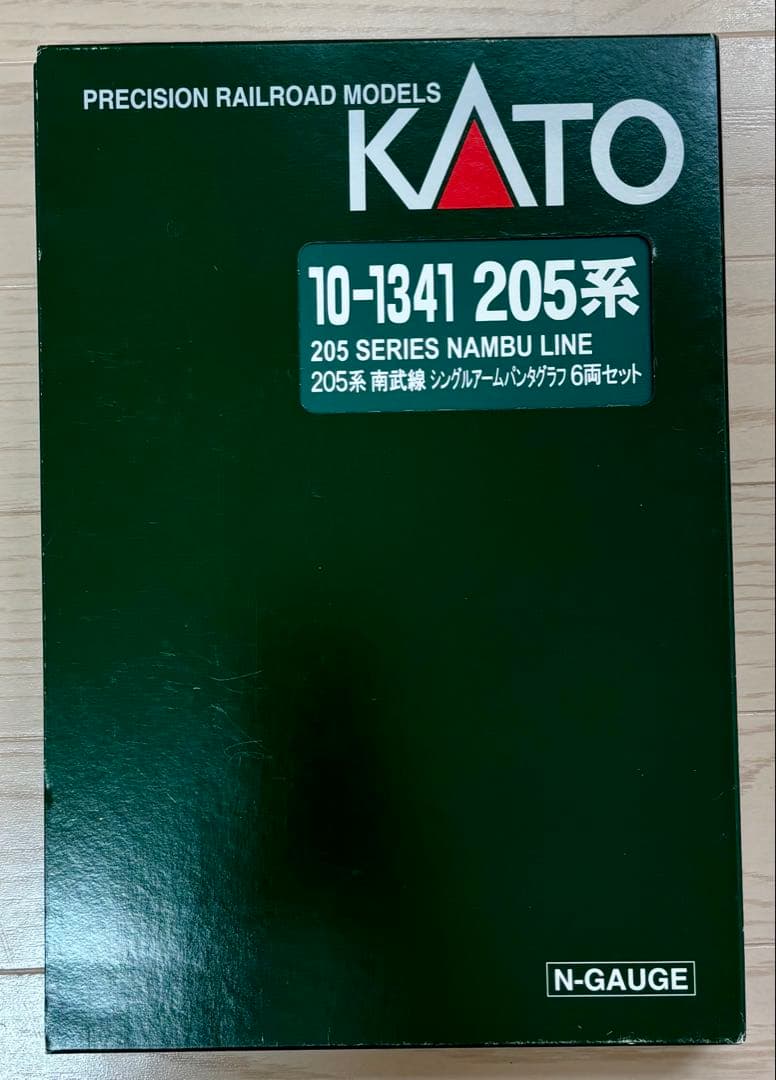 PRECISION RAILROAD MODELS
KATO
10-1341 205系
205 SERIES NAMBU LINE
205系 南武線 シングルアームパンタグラフ 6両セット
N-GAUGE